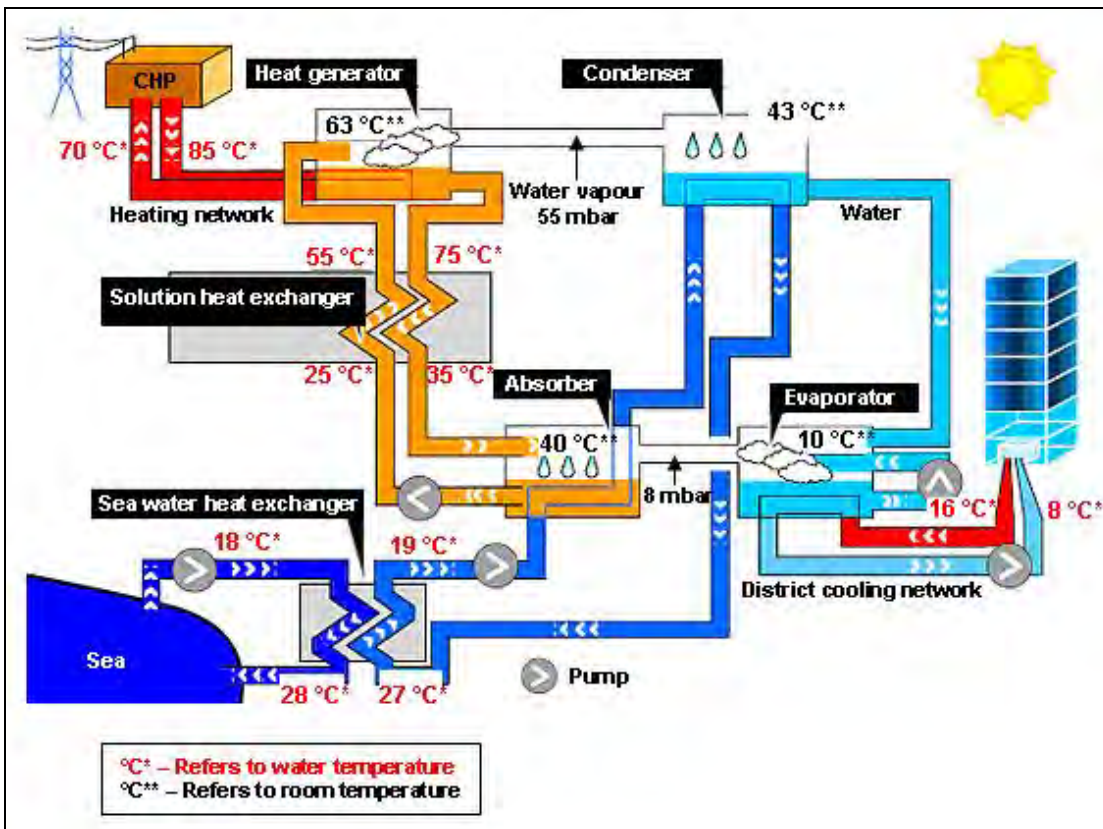 CHP
Heat generator
Condenser
63 °C**
43 °C**
70 °C*
85 °C*
Heating network
Water vapour
55 mbar
Water
55 °C*
75 °C*
Solution heat exchanger
25 °C*
35 °C*
Absorber
Evaporator
40 °C**
10 °C**
8 mbar
Sea water heat exchanger
16 °C*
8 °C*
18 °C*
19 °C*
District cooling network
Sea
28 °C*
27 °C*
Pump
°C* – Refers to water temperature
°C** – Refers to room temperature